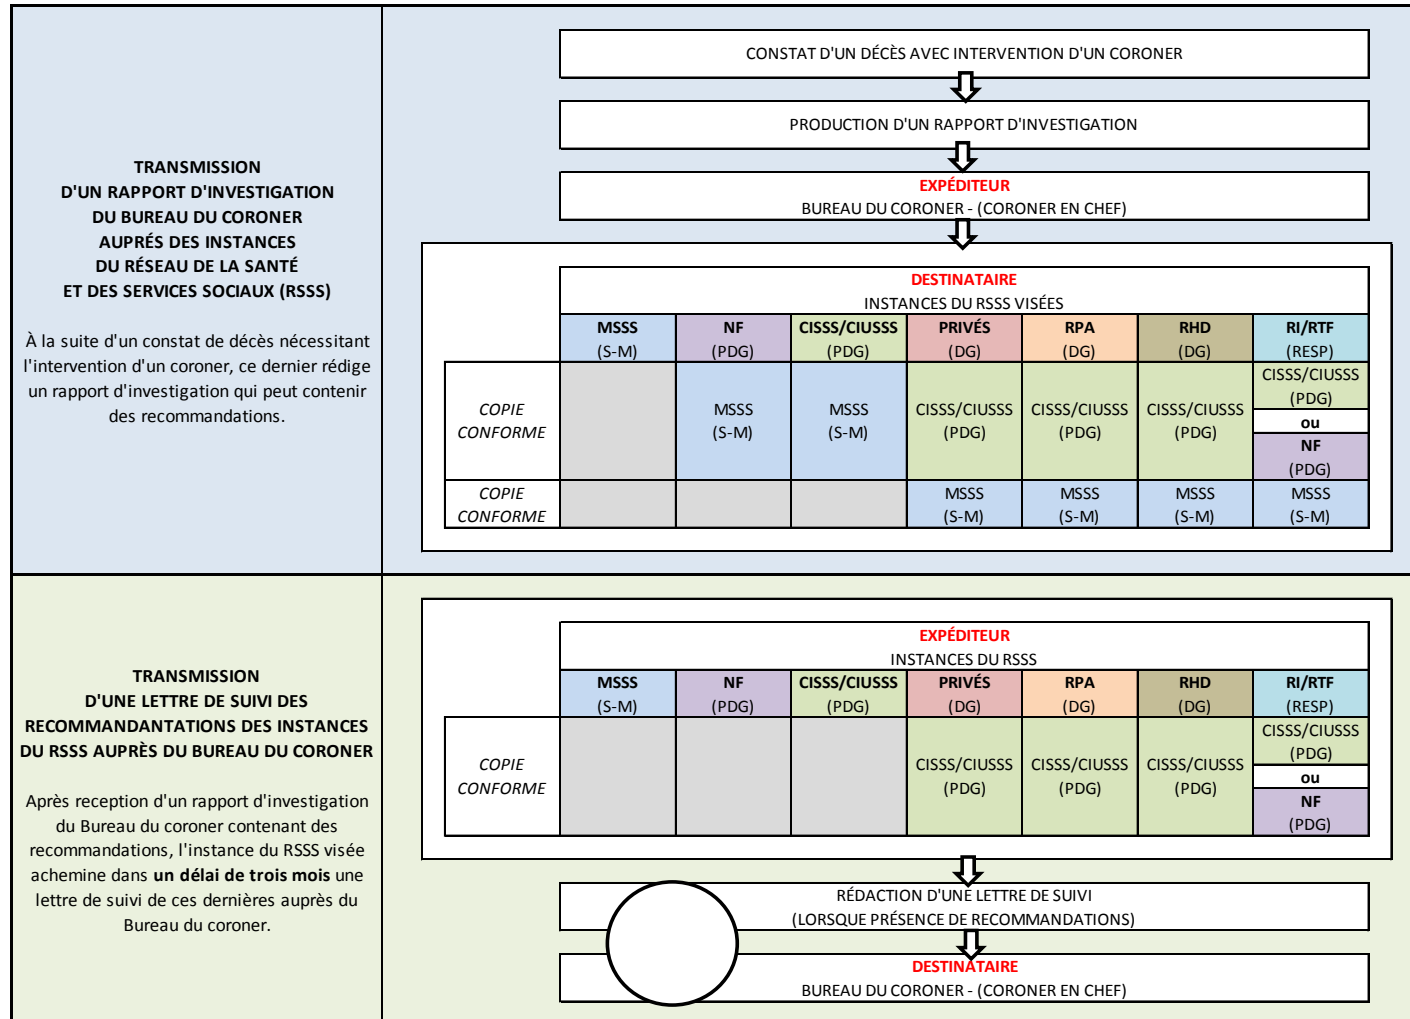 TRANSMISSION
D'UN RAPPORT D'INVESTIGATION
DU BUREAU DU CORONER
AUPRÉS DES INSTANCES
DU RÉSEAU DE LA SANTÉ
ET DES SERVICES SOCIAUX (RSSS)
À la suite d'un constat de décès nécessitant
l'intervention d'un coroner, ce dernier rédige
un rapport d'investigation qui peut contenir
des recommandations.
CONSTAT D'UN DÉCÈS AVEC INTERVENTION D'UN CORONER
PRODUCTION D'UN RAPPORT D'INVESTIGATION
EXPÉDITEUR
BUREAU DU CORONER - (CORONER EN CHEF)
DESTINATAIRE
INSTANCES DU RSSS VISÉES
MSSS NF CISSS/CIUSSS PRIVÉS RPA RHD RI/RTF
(S-M) (PDG) (PDG) (DG) (DG) (DG) (RESP)
CISSS/CIUSSS
(PDG)
COPIE MSSS MSSS CISSS/CIUSSS CISSS/CIUSSS CISSS/CIUSSS ou
CONFORME (S-M) (S-M) (PDG) (PDG) (PDG) NF
(PDG)
COPIE MSSS MSSS MSSS MSSS
CONFORME (S-M) (S-M) (S-M) (S-M)
TRANSMISSION
D'UNE LETTRE DE SUIVI DES
RECOMMANDANTATIONS DES INSTANCES
DU RSSS AUPRÈS DU BUREAU DU CORONER
Après reception d'un rapport d'investigation
du Bureau du coroner contenant des
recommandations, l'instance du RSSS visée
achemine dans un délai de trois mois une
lettre de suivi de ces dernières auprès du
Bureau du coroner.
EXPÉDITEUR
INSTANCES DU RSSS
MSSS NF CISSS/CIUSSS PRIVÉS RPA RHD RI/RTF
(S-M) (PDG) (PDG) (DG) (DG) (DG) (RESP)
CISSS/CIUSSS
(PDG)
COPIE CISSS/CIUSSS CISSS/CIUSSS CISSS/CIUSSS ou
CONFORME (PDG) (PDG) (PDG) NF
(PDG)
RÉDACTION D'UNE LETTRE DE SUIVI
(LORSQUE PRÉSENCE DE RECOMMANDATIONS)
DESTINATAIRE
BUREAU DU CORONER - (CORONER EN CHEF)